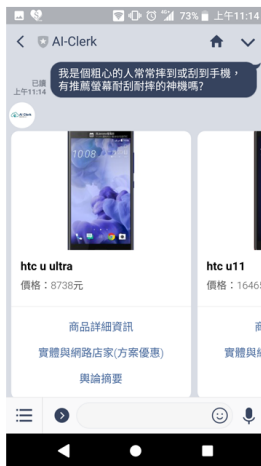 73% 上午11:14
AI-Clerk
我是個粗心的人常常摔到或刮到手機，
有推薦螢幕耐刮耐摔的神機嗎?
已讀
上午11:14
10 08
htc u ultra
價格：8738元
商品詳細資訊
實體與網路店家(方案優惠)
輿論摘要
htc u11
價格：1646